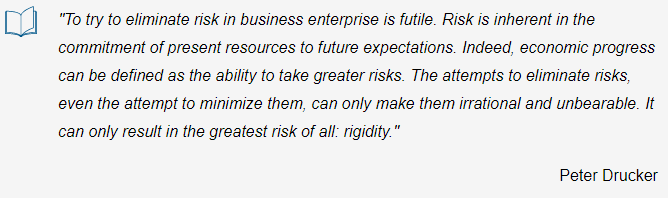 "To try to eliminate risk in business enterprise is futile. Risk is inherent in the
commitment of present resources to future expectations. Indeed, economic progress
can be defined as the ability to take greater risks. The attempts to eliminate risks,
even the attempt to minimize them, can only make them irrational and unbearable. It
can only result in the greatest risk of all: rigidity."
Peter Drucker